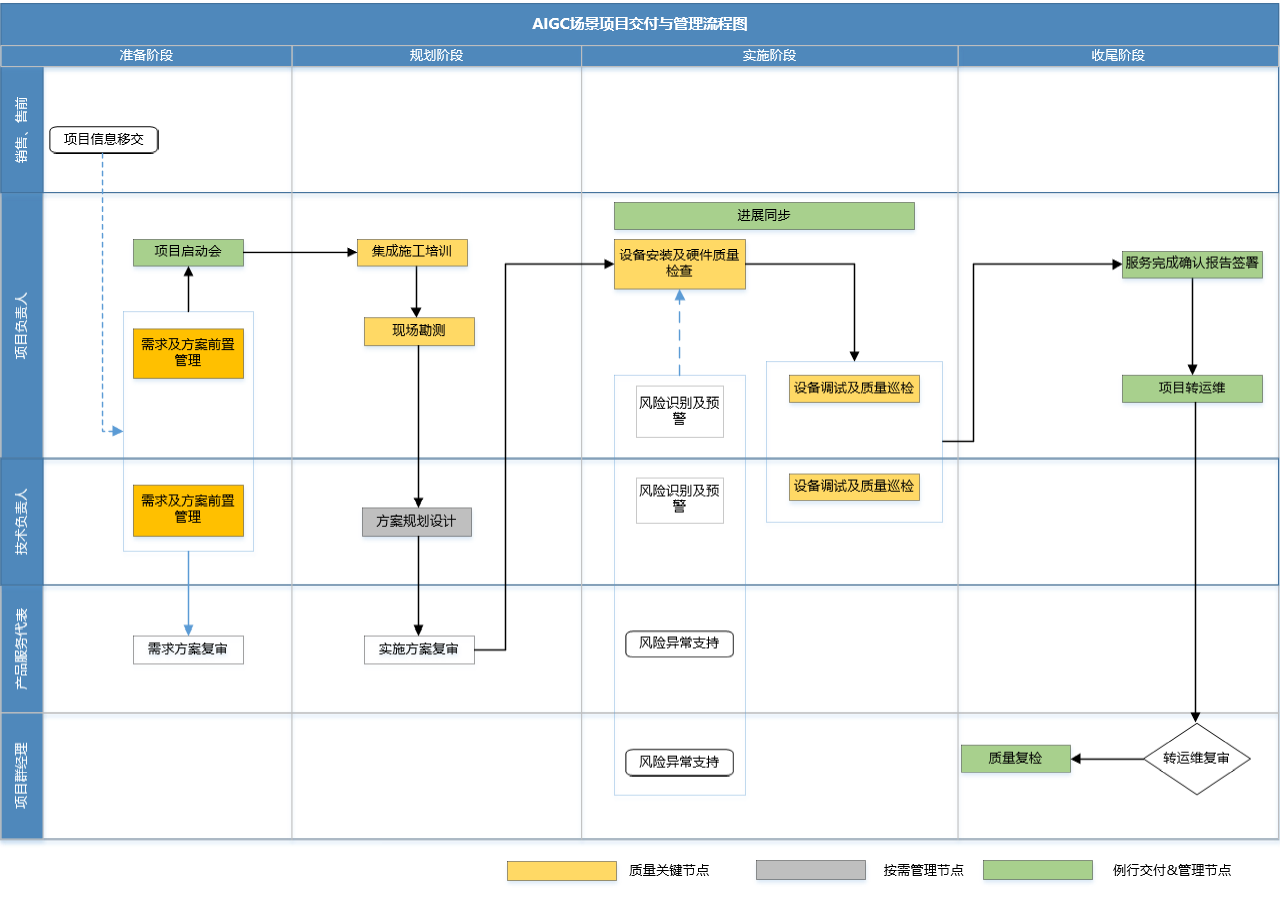 AIGC场景项目交付与管理流程图
准备阶段
规划阶段
实施阶段
收尾阶段
销售、售前
项目信息移交
项目负责人
进展同步
项目启动会
集成施工培训
设备安装及硬件质量
检查
服务完成确认报告签署
需求及方案前置
管理
现场勘测
风险识别及预
警
设备调试及质量巡检
项目转运维
技术负责人
需求及方案前置
管理
方案规划设计
风险识别及预
警
设备调试及质量巡检
产品服务代表
需求方案复审
实施方案复审
风险异常支持
项目群经理
风险异常支持
质量复检
转运维复审
质量关键节点
按需管理节点
例行交付&管理节点